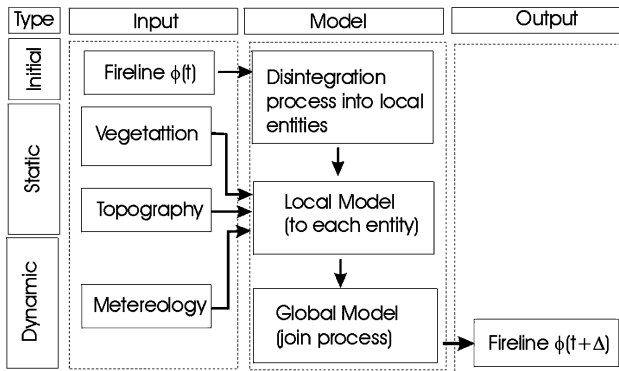 Type Input Model Output
Initial
Fireline ϕ(t)
Disintegration
process into local
entities
Static
Vegetattion
Topography
Local Model
(to each entity)
Dynamic
Metereology
Global Model
(join process)
Fireline ϕ(t+Δ)